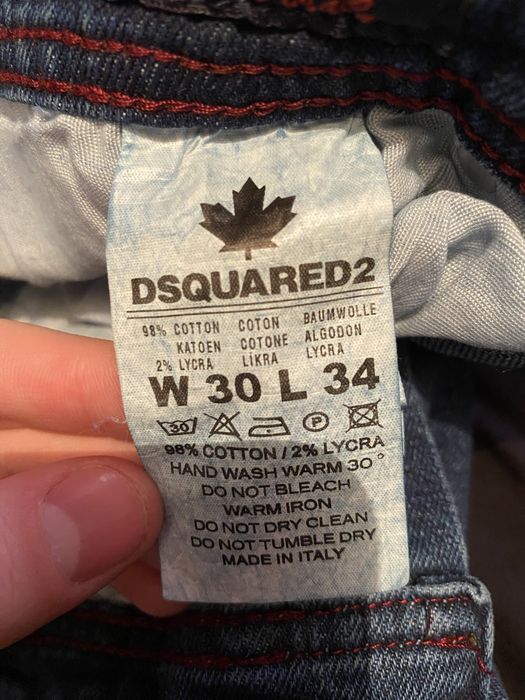 DSQUARED2
98% COTTON COTON BAUMWOLLE
KATOEN COTONE ALGODON
2% LYCRA LİKRA LYCRA
W 30 L 34
30 P
98% COTTON / 2% LYCRA
HAND WASH WARM 30°
DO NOT BLEACH
WARM IRON
DO NOT DRY CLEAN
DO NOT TUMBLE DRY
MADE IN ITALY